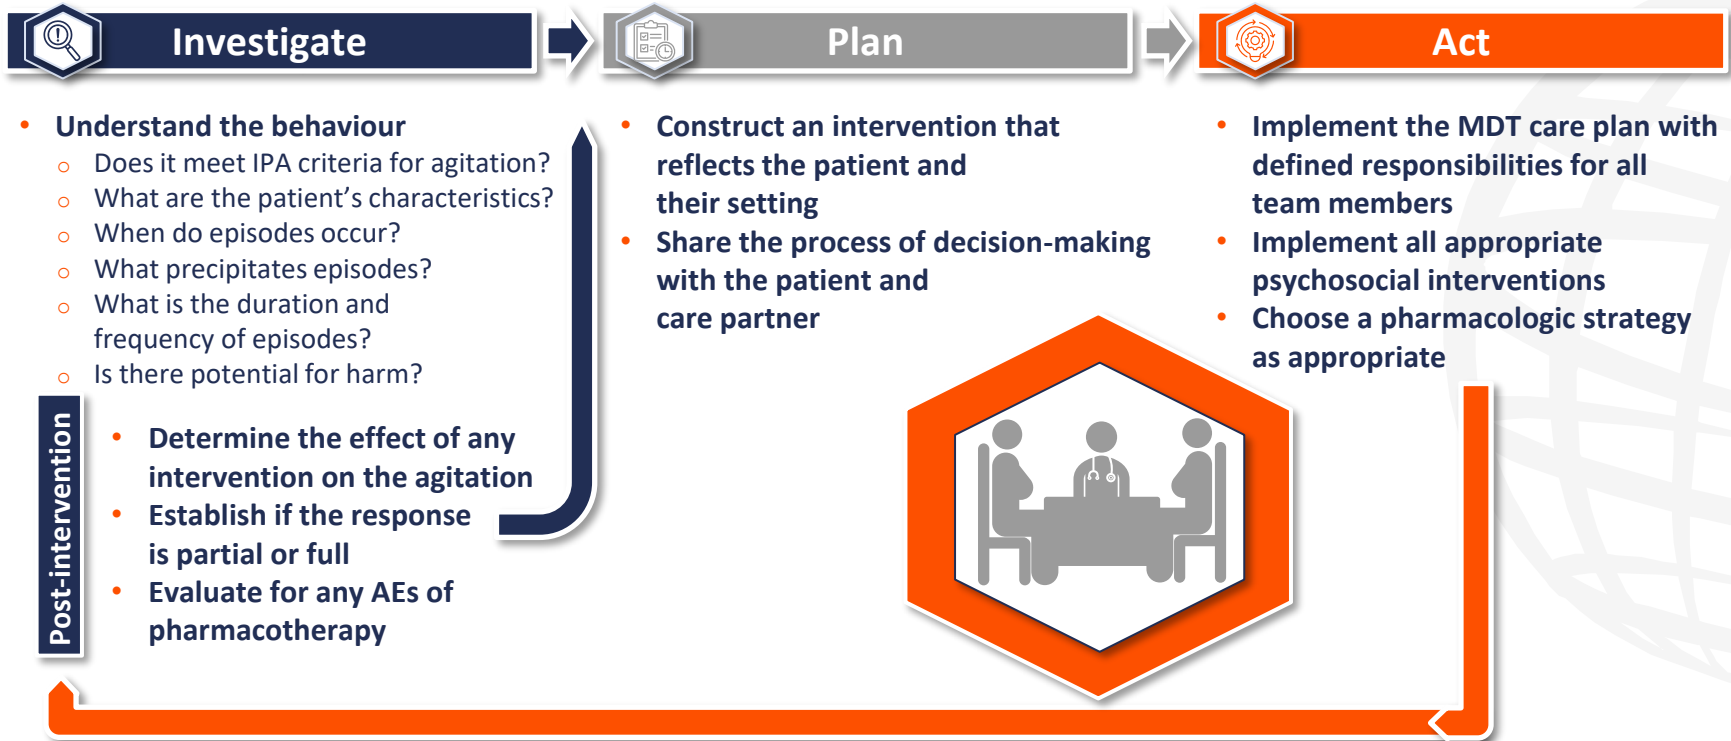 Investigate
Plan
Act
• Understand the behaviour
o Does it meet IPA criteria for agitation?
o What are the patient's characteristics?
o When do episodes occur?
o What precipitates episodes?
o What is the duration and
frequency of episodes?
o Is there potential for harm?
Post-intervention
• Determine the effect of any
intervention on the agitation
• Establish if the response
is partial or full
• Evaluate for any AEs of
pharmacotherapy
• Construct an intervention that
reflects the patient and
their setting
• Share the process of decision-making
with the patient and
care partner
• Implement the MDT care plan with
defined responsibilities for all
team members
• Implement all appropriate
psychosocial interventions
• Choose a pharmacologic strategy
as appropriate